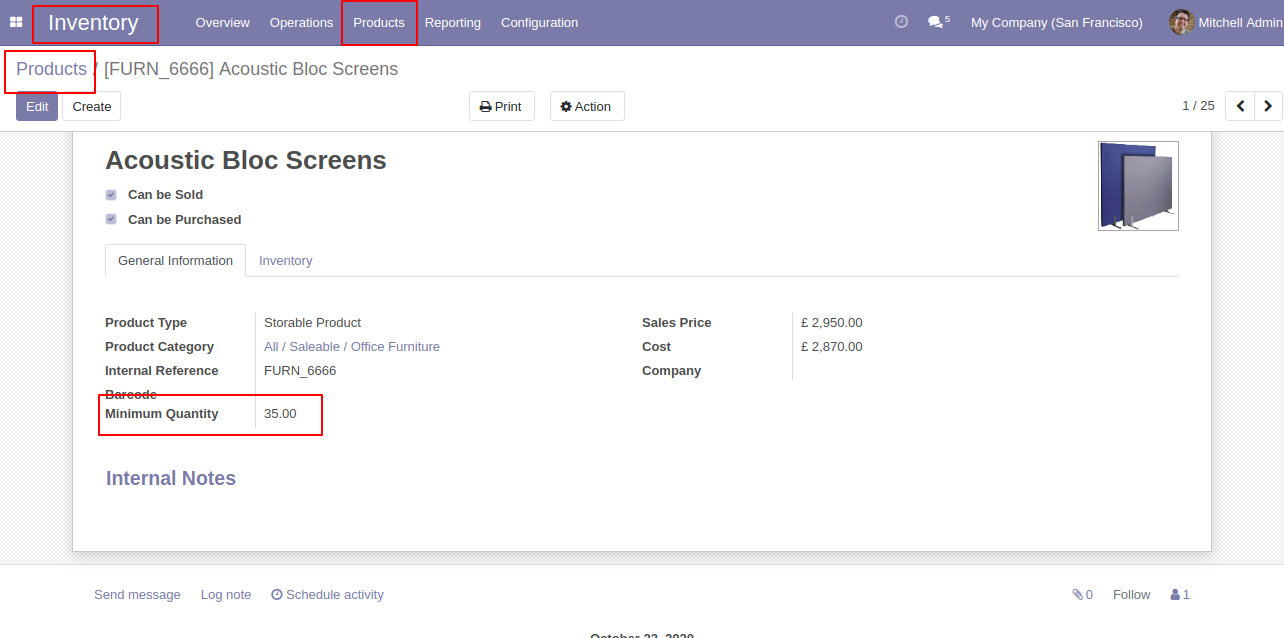 Inventory Overview Operations Products Reporting Configuration 5 My Company (San Francisco) Mitchell Admin
Products / [FURN_6666] Acoustic Bloc Screens
Edit Create Print Action 1 / 25
Acoustic Bloc Screens
Can be Sold
Can be Purchased
General Information Inventory
Product Type Storable Product Sales Price £ 2,950.00
Product Category All / Saleable / Office Furniture Cost £ 2,870.00
Internal Reference FURN_6666 Company
Barcode
Minimum Quantity 35.00
Internal Notes
Send message Log note Schedule activity 0 Follow 1
October 22, 2020